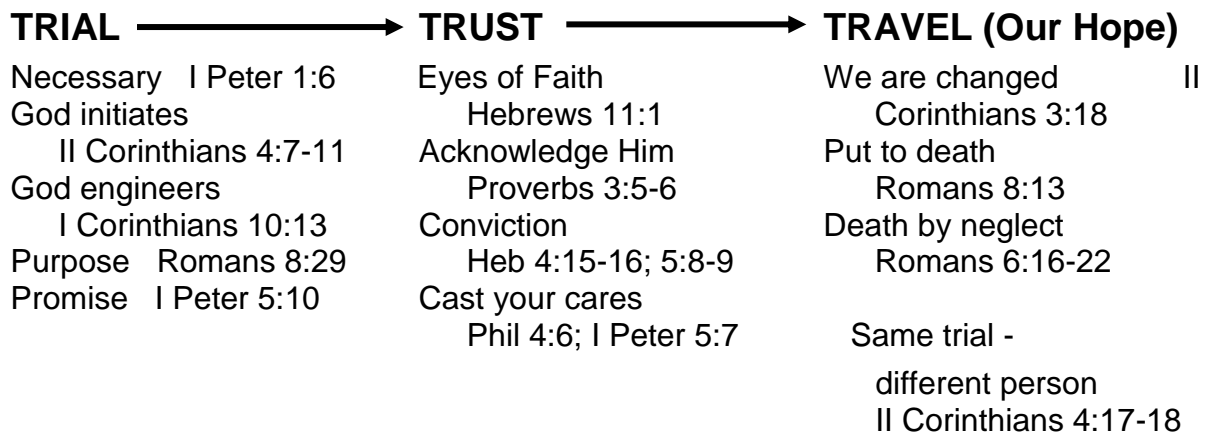 TRIAL
Necessary I Peter 1:6
God initiates
II Corinthians 4:7-11
God engineers
I Corinthians 10:13
Purpose Romans 8:29
Promise I Peter 5:10
TRUST
Eyes of Faith
Hebrews 11:1
Acknowledge Him
Proverbs 3:5-6
Conviction
Heb 4:15-16; 5:8-9
Cast your cares
Phil 4:6; I Peter 5:7
TRAVEL (Our Hope)
We are changed II
Corinthians 3:18
Put to death
Romans 8:13
Death by neglect
Romans 6:16-22
Same trial -
different person
II Corinthians 4:17-18